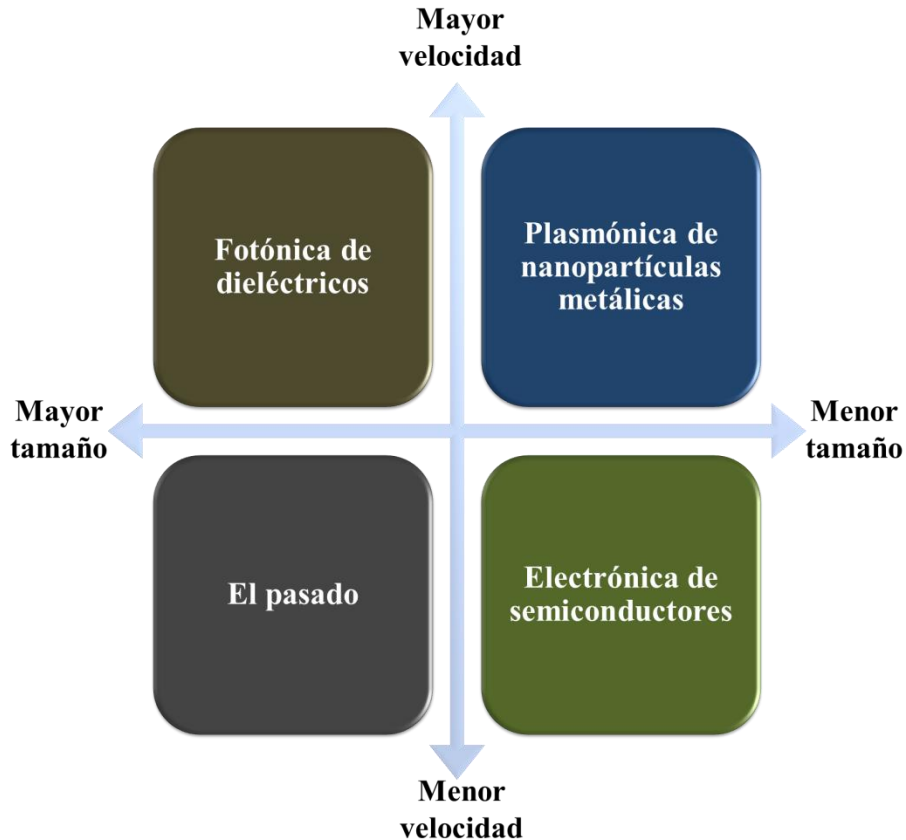 Mayor
velocidad
Fotónica de
dieléctricos
Plasmónica de
nanopartículas
metálicas
Mayor
tamaño
Menor
tamaño
El pasado
Electrónica de
semiconductores
Menor
velocidad